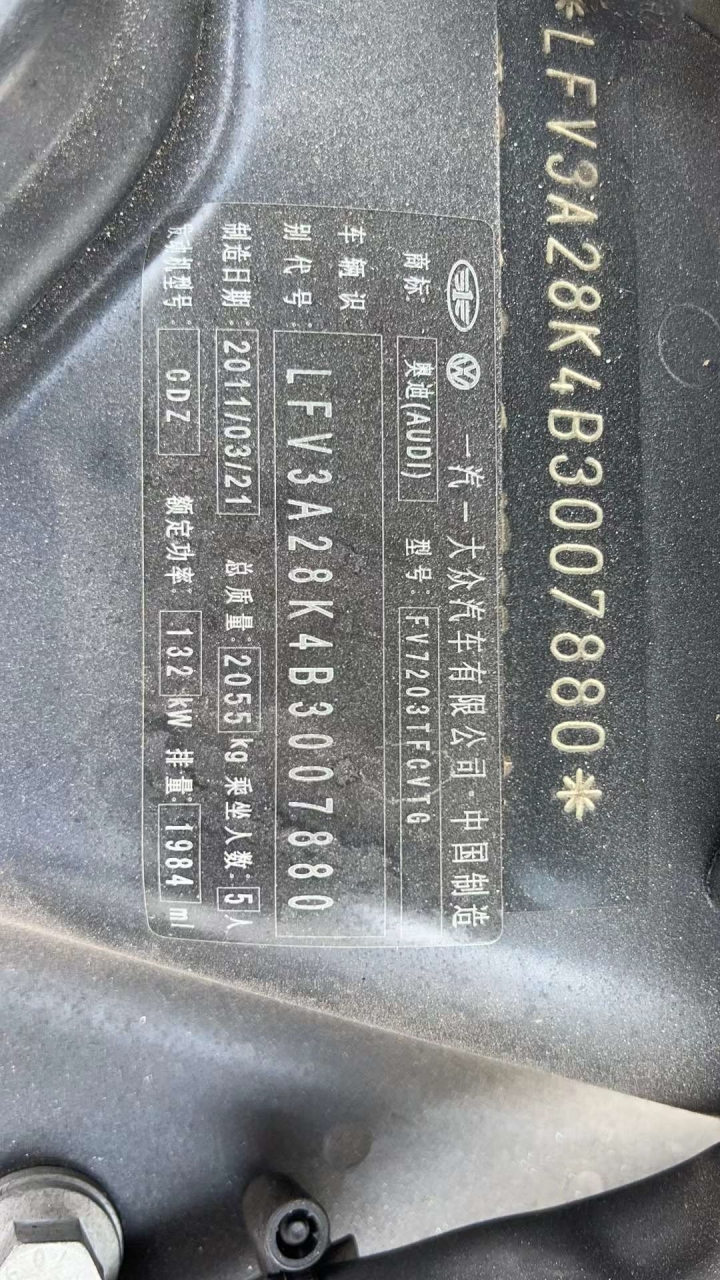 *LFV3A28K4B3007880*
一汽一大众汽车有限公司·中国制造
商标: 奥迪(AUDI) 型号: FV7203TFCVTG
车辆识
别代号: LFV3A28K4B3007880
制造日期: 2011/03/21 总质量: 2055 kg 乘坐人数: 5 人
发动机型号: CDZ 额定功率: 132 kW 排量: 1984 ml